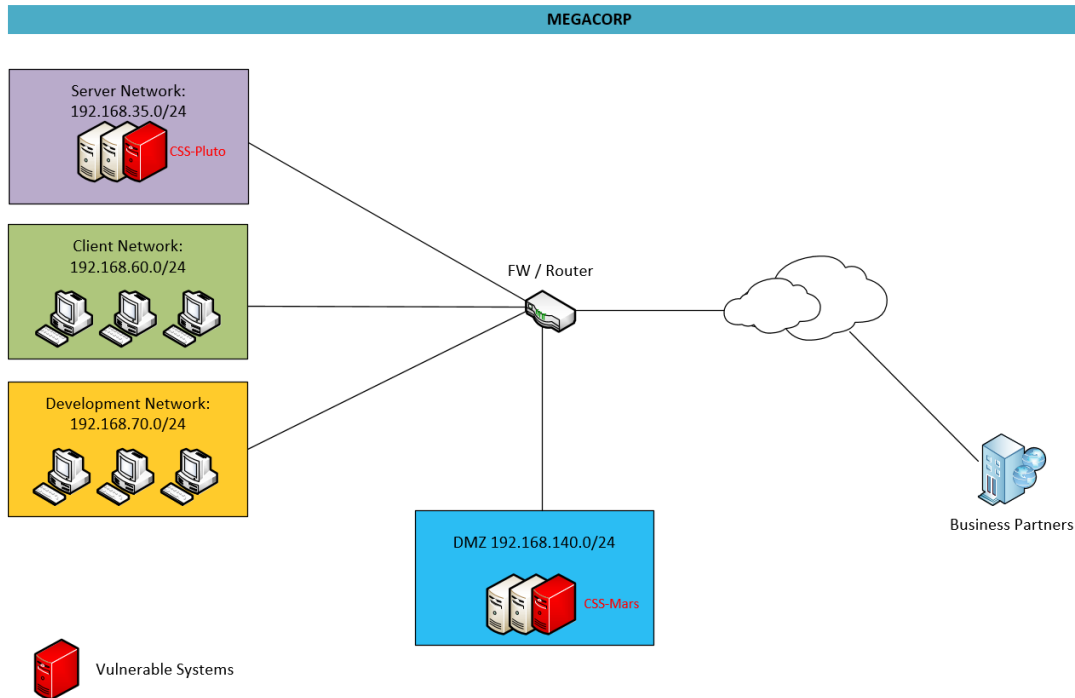 MEGACORP
Server Network:
192.168.35.0/24
CSS-Pluto
Client Network:
192.168.60.0/24
FW / Router
Development Network:
192.168.70.0/24
Business Partners
DMZ 192.168.140.0/24
CSS-Mars
Vulnerable Systems